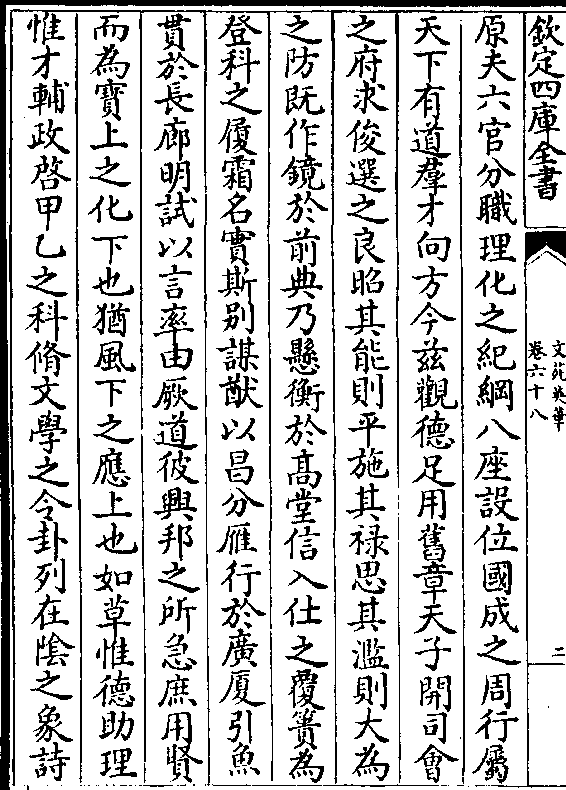 欽定四庫全書
文苑英華
卷六十八
二
原夫六官分職理化之紀綱八座設位國成之周行屬
天下有道羣才向方今兹觀德足用舊章天子開司會
之府求俊選之良昭其能則平施其禄思其濫則大為
之防既作鏡於前典乃懸衡於高堂信入仕之覆簣為
登科之履霜名實斯别謀猷以昌分雁行於廣厦引魚
貫於長廊明試以言率由厥道彼興邦之所急庶用賢
而為寳上之化下也猶風下之應上也如草惟德助理
惟才輔政啓甲乙之科脩文學之令卦列在隂之象詩